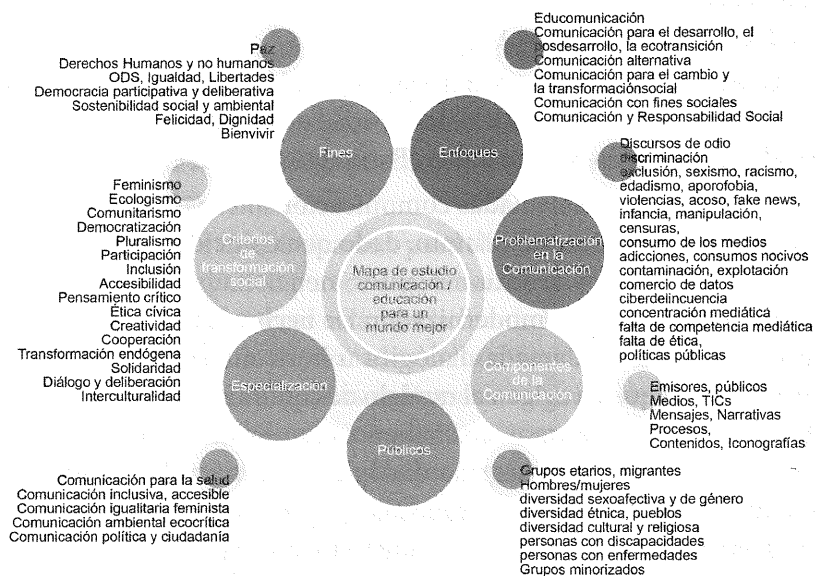 Paz
Derechos Humanos y no humanos
ODS, Igualdad, Libertades
Democracia participativa y deliberativa
Sostenibilidad social y ambiental
Felicidad, Dignidad
Bienvivir
Educomunicación
Comunicación para el desarrollo, el
posdesarrollo, la ecotransición
Comunicación alternativa
Comunicación para el cambio y
la transformaciónsocial
Comunicación con fines sociales
Comunicación y Responsabilidad Social
Fines
Enfoques
Feminismo
Ecologismo
Comunitarismo
Democratización
Pluralismo
Participación
Inclusión
Accesibilidad
Pensamiento crítico
Ética cívica
Creatividad
Cooperación
Transformación endógena
Solidaridad
Diálogo y deliberación
Interculturalidad
Criterios
de
transformación
social
Mapa de estudio
comunicación /
educación
para un
mundo mejor
Problematización
en la
Comunicación
Discursos de odio
discriminación
exclusión, sexismo, racismo,
edadismo, aporofobia,
violencias, acoso, fake news,
infancia, manipulación,
censuras,
consumo de los medios
adicciones, consumos nocivos
contaminación, explotación
comercio de datos
ciberdelincuencia
concentración mediática
falta de competencia mediática
falta de ética,
políticas públicas
Especialización
Públicos
Componentes
de la
Comunicación
Emisores, públicos
Medios, TICs
Mensajes, Narrativas
Procesos,
Contenidos, Iconografías
Comunicación para la salud
Comunicación inclusiva, accesible
Comunicación igualitaria feminista
Comunicación ambiental ecocrítica
Comunicación política y ciudadanía
Grupos etarios, migrantes
Hombres/mujeres
diversidad sexoafectiva y de género
diversidad étnica, pueblos
diversidad cultural y religiosa
personas con discapacidades
personas con enfermedades
Grupos minorizados